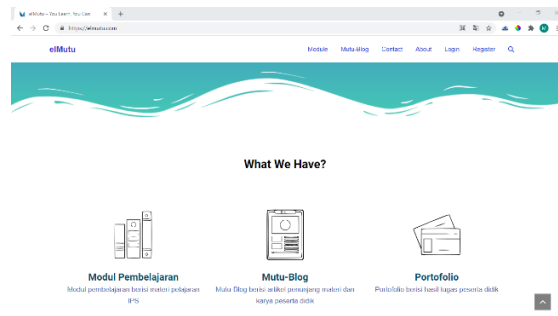 elMutu – You Learn, You Can
https://elmutu.com
elMutu
Module Mutu-Blog Contact About Login Register
What We Have?
Modul Pembelajaran
Modul pembelajaran berisi materi pelajaran
IPS
Mutu-Blog
Mutu Blog berisi artikel penunjang materi dan
karya peserta didik
Portofolio
Portofolio berisi hasil tugas peserta didik